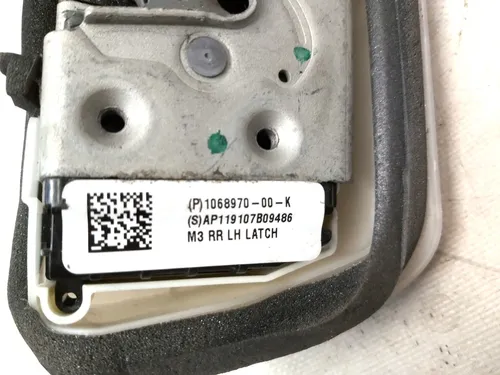 (P)1068970-00-K
(S)AP119107B09486
M3 RR LH LATCH